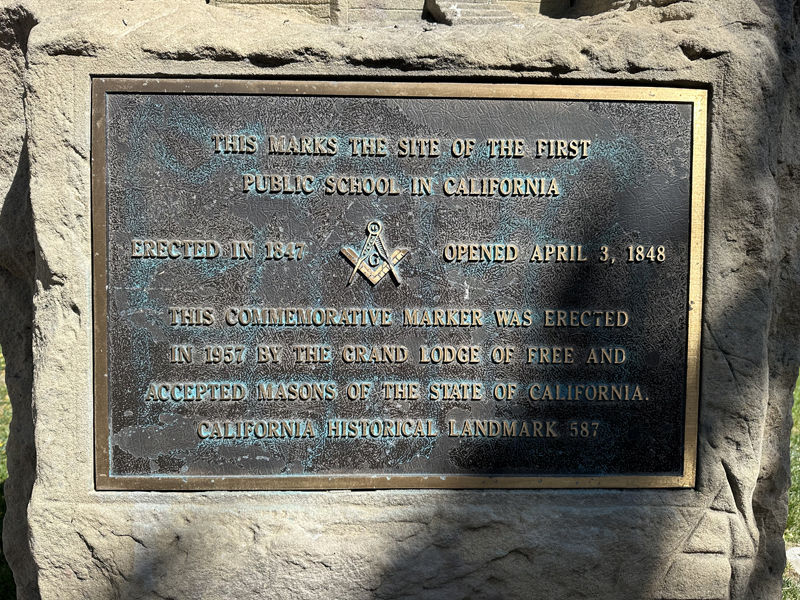 THIS MARKS THE SITE OF THE FIRST
PUBLIC SCHOOL IN CALIFORNIA
ERECTED IN 1847
G
OPENED APRIL 3, 1848
THIS COMMEMORATIVE MARKER WAS ERECTED
IN 1957 BY THE GRAND LODGE OF FREE AND
ACCEPTED MASONS OF THE STATE OF CALIFORNIA.
CALIFORNIA HISTORICAL LANDMARK 587